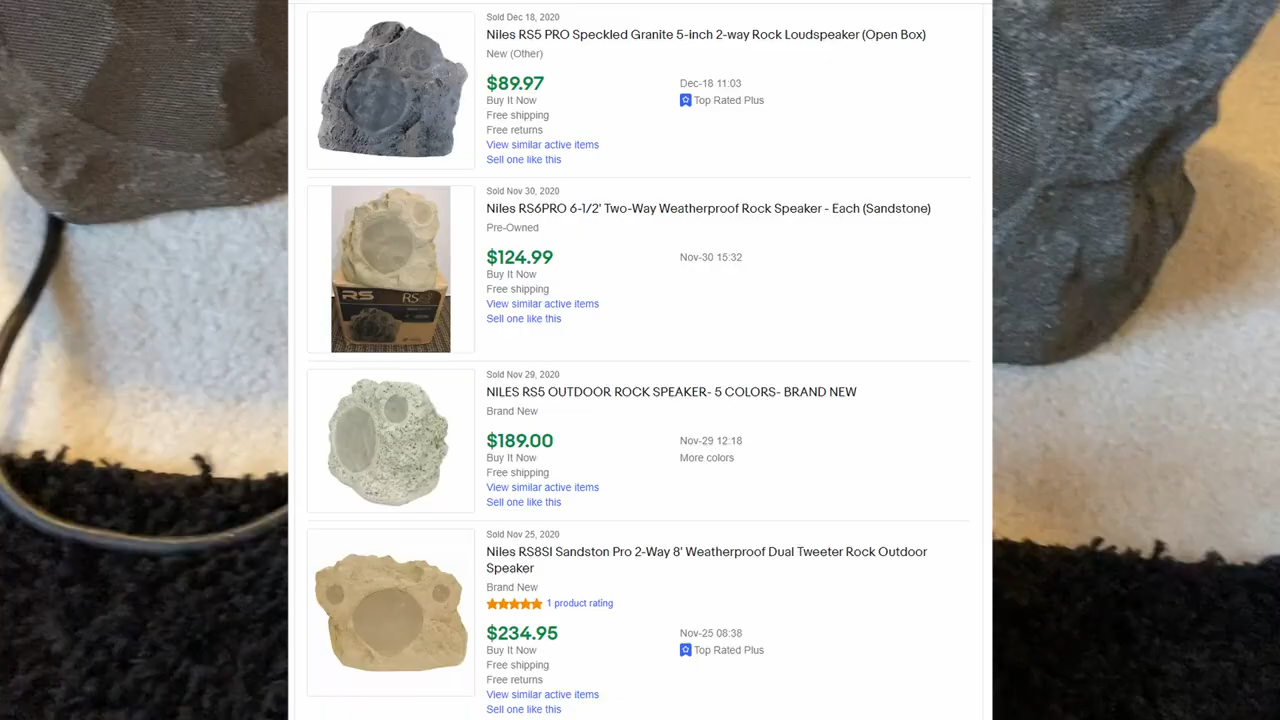 Sold Dec 18, 2020
Niles RS5 PRO Speckled Granite 5-inch 2-way Rock Loudspeaker (Open Box)
New (Other)
$89.97
Dec-18 11:03
Buy It Now
Top Rated Plus
Free shipping
Free returns
View similar active items
Sell one like this
Sold Nov 30, 2020
Niles RS6PRO 6-1/2' Two-Way Weatherproof Rock Speaker - Each (Sandstone)
Pre-Owned
$124.99
Nov-30 15:32
Buy It Now
Free shipping
View similar active items
Sell one like this
RS
Sold Nov 29, 2020
NILES RS5 OUTDOOR ROCK SPEAKER- 5 COLORS- BRAND NEW
Brand New
$189.00
Nov-29 12:18
Buy It Now
More colors
Free shipping
View similar active items
Sell one like this
Sold Nov 25, 2020
Niles RS8SI Sandston Pro 2-Way 8' Weatherproof Dual Tweeter Rock Outdoor
Speaker
Brand New
1 product rating
$234.95
Nov-25 08:38
Buy It Now
Top Rated Plus
Free shipping
Free returns
View similar active items
Sell one like this